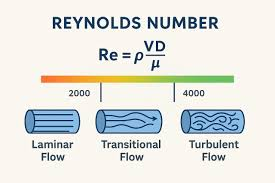 REYNOLDS NUMBER
Re = ρ VD/μ
2000 4000
Laminar Transitional Turbulent
Flow Flow Flow